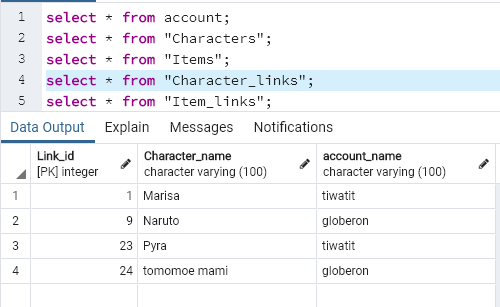 1 select * from account;
2 select * from "Characters";
3 select * from "Items";
4 select * from "Character_links";
5 select * from "Item_links";
Data Output Explain Messages Notifications
Link_id Character_name account_name
[PK] integer character varying (100) character varying (100)
1 1 Marisa tiwatit
2 9 Naruto globeron
3 23 Pyra tiwatit
4 24 tomomoe mami globeron